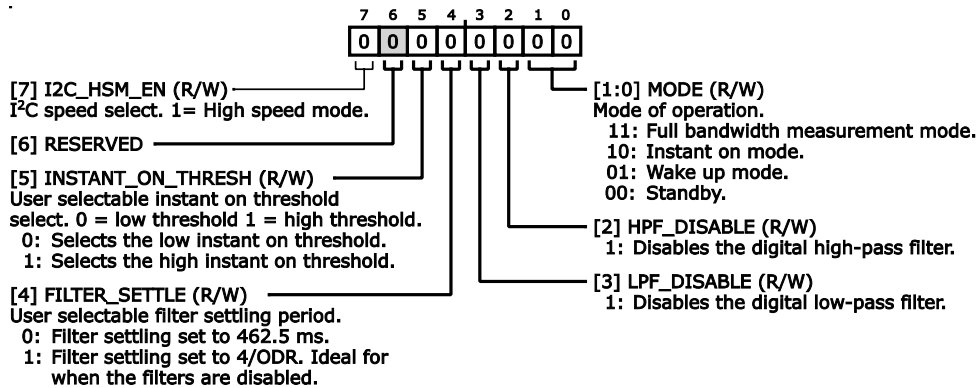 7 6 5 4 3 2 1 0
0 0 0 0 0 0 0 0
[7] I2C_HSM_EN (R/W)
I²C speed select. 1= High speed mode.
[6] RESERVED
[5] INSTANT_ON_THRESH (R/W)
User selectable instant on threshold
select. 0 = low threshold 1 = high threshold.
0: Selects the low instant on threshold.
1: Selects the high instant on threshold.
[4] FILTER_SETTLE (R/W)
User selectable filter settling period.
0: Filter settling set to 462.5 ms.
1: Filter settling set to 4/ODR. Ideal for
when the filters are disabled.
[1:0] MODE (R/W)
Mode of operation.
11: Full bandwidth measurement mode.
10: Instant on mode.
01: Wake up mode.
00: Standby.
[2] HPF_DISABLE (R/W)
1: Disables the digital high-pass filter.
[3] LPF_DISABLE (R/W)
1: Disables the digital low-pass filter.